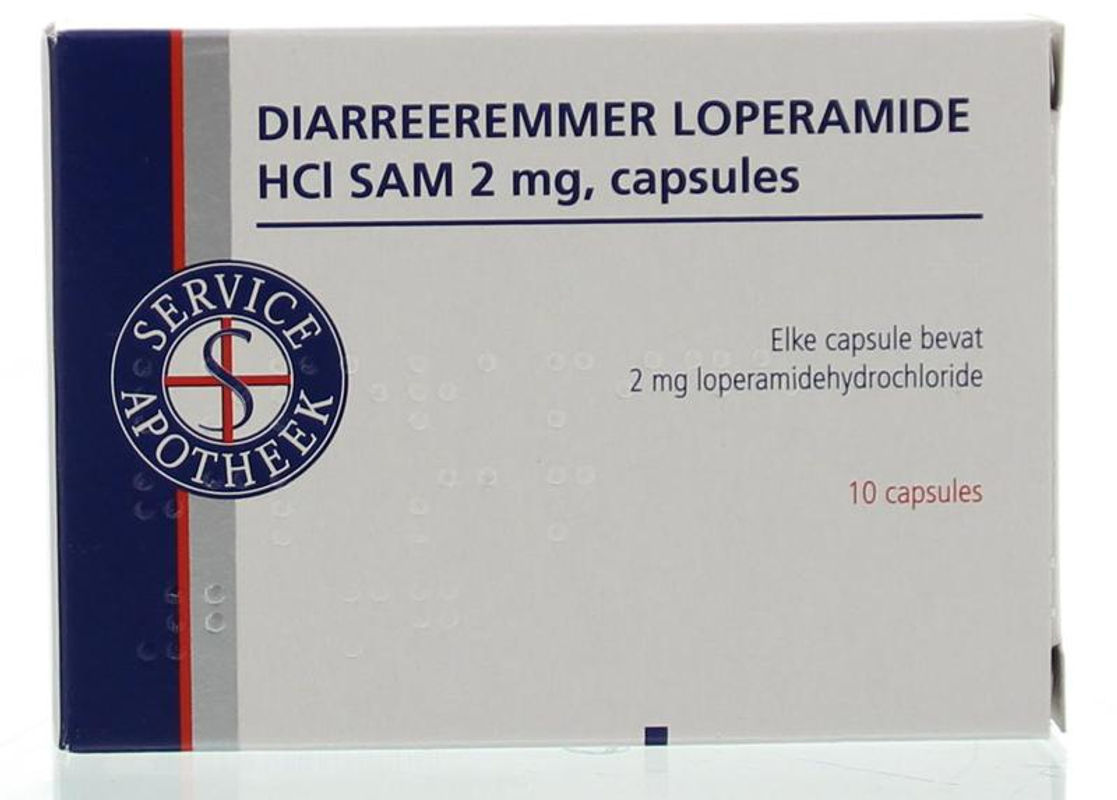 DIARREEREMMER LOPERAMIDE
HCl SAM 2 mg, capsules
SERVICE
APOTHEEK
S
Elke capsule bevat
2 mg loperamidehydrochloride
10 capsules